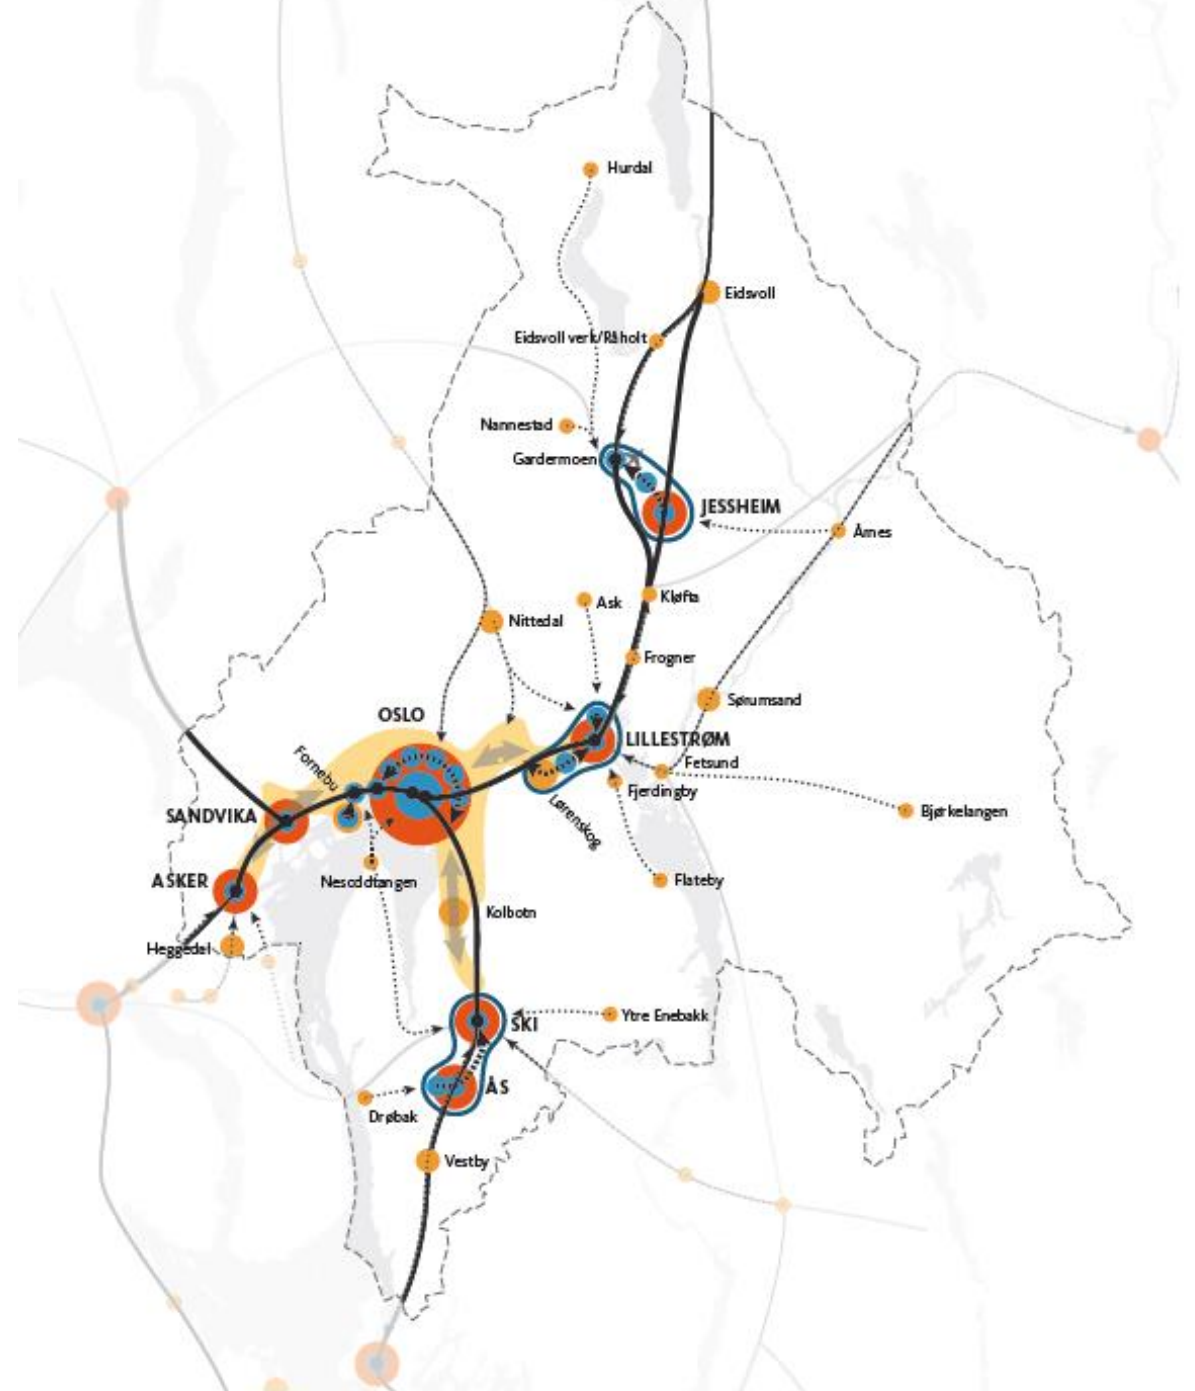 Hurdal
Eidsvoll
Eidsvoll verk/Råholt
Nannestad
Gardermoen
JESSHEIM
Årnes
Kløfta
Ask
Nittedal
Frogner
Sørumsand
OSLO
LILLESTRØM
Fornebu
Fetsund
Fjerdingby
Lørenskog
Bjørkelangen
SANDVIKA
ASKER
Nesoddtangen
Flateby
Kolbotn
Heggedal
Ytre Enebakk
SKI
ÅS
Drøbak
Vestby